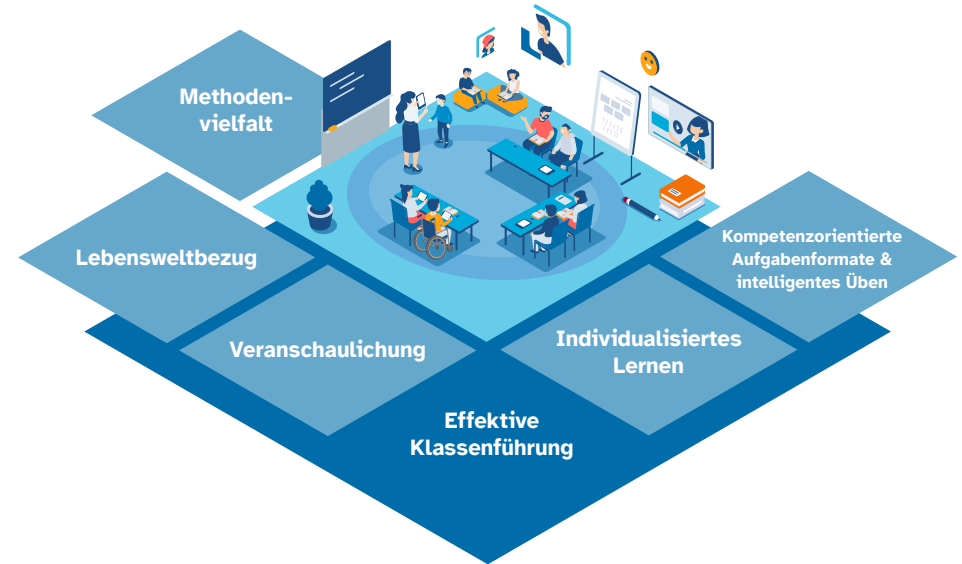 Methoden-
vielfalt
Lebensweltbezug
Kompetenzorientierte
Aufgabenformate &
intelligentes Üben
Veranschaulichung
Individualisiertes
Lernen
Effektive
Klassenführung